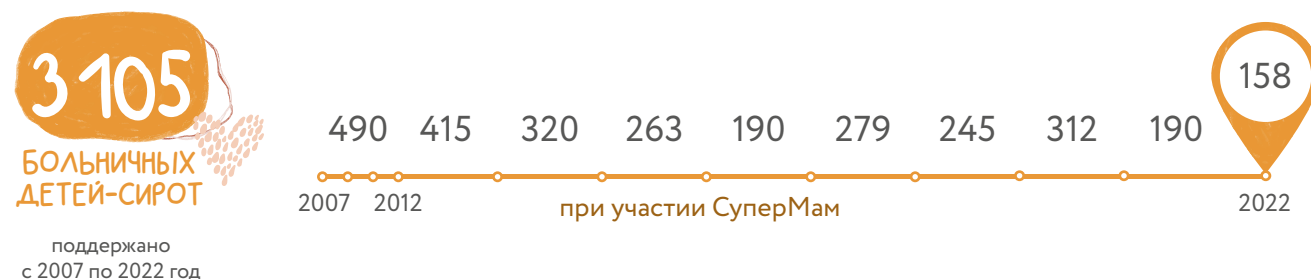 3 105
БОЛЬНИЧНЫХ
ДЕТЕЙ-СИРОТ
поддержано
с 2007 по 2022 год
490 415 320 263 190 279 245 312 190 158
2007 2012 2022
при участии СуперМам